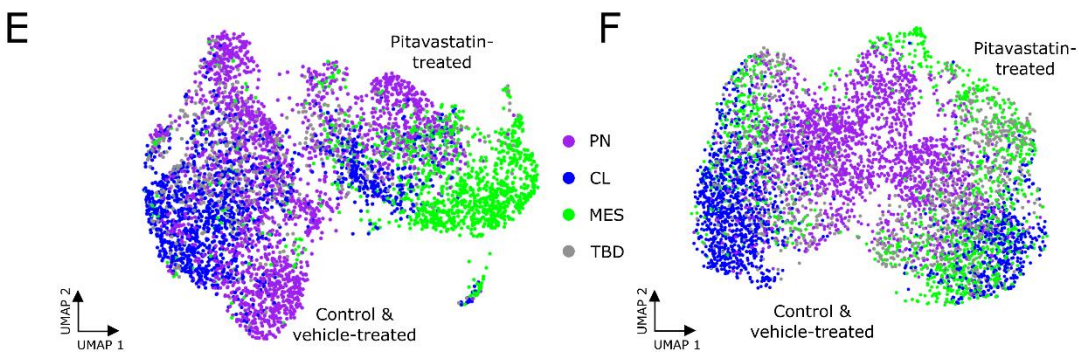 E
Pitavastatin-
treated
PN
CL
MES
TBD
Control &
vehicle-treated
UMAP 2
UMAP 1
F
Pitavastatin-
treated
Control &
vehicle-treated
UMAP 2
UMAP 1